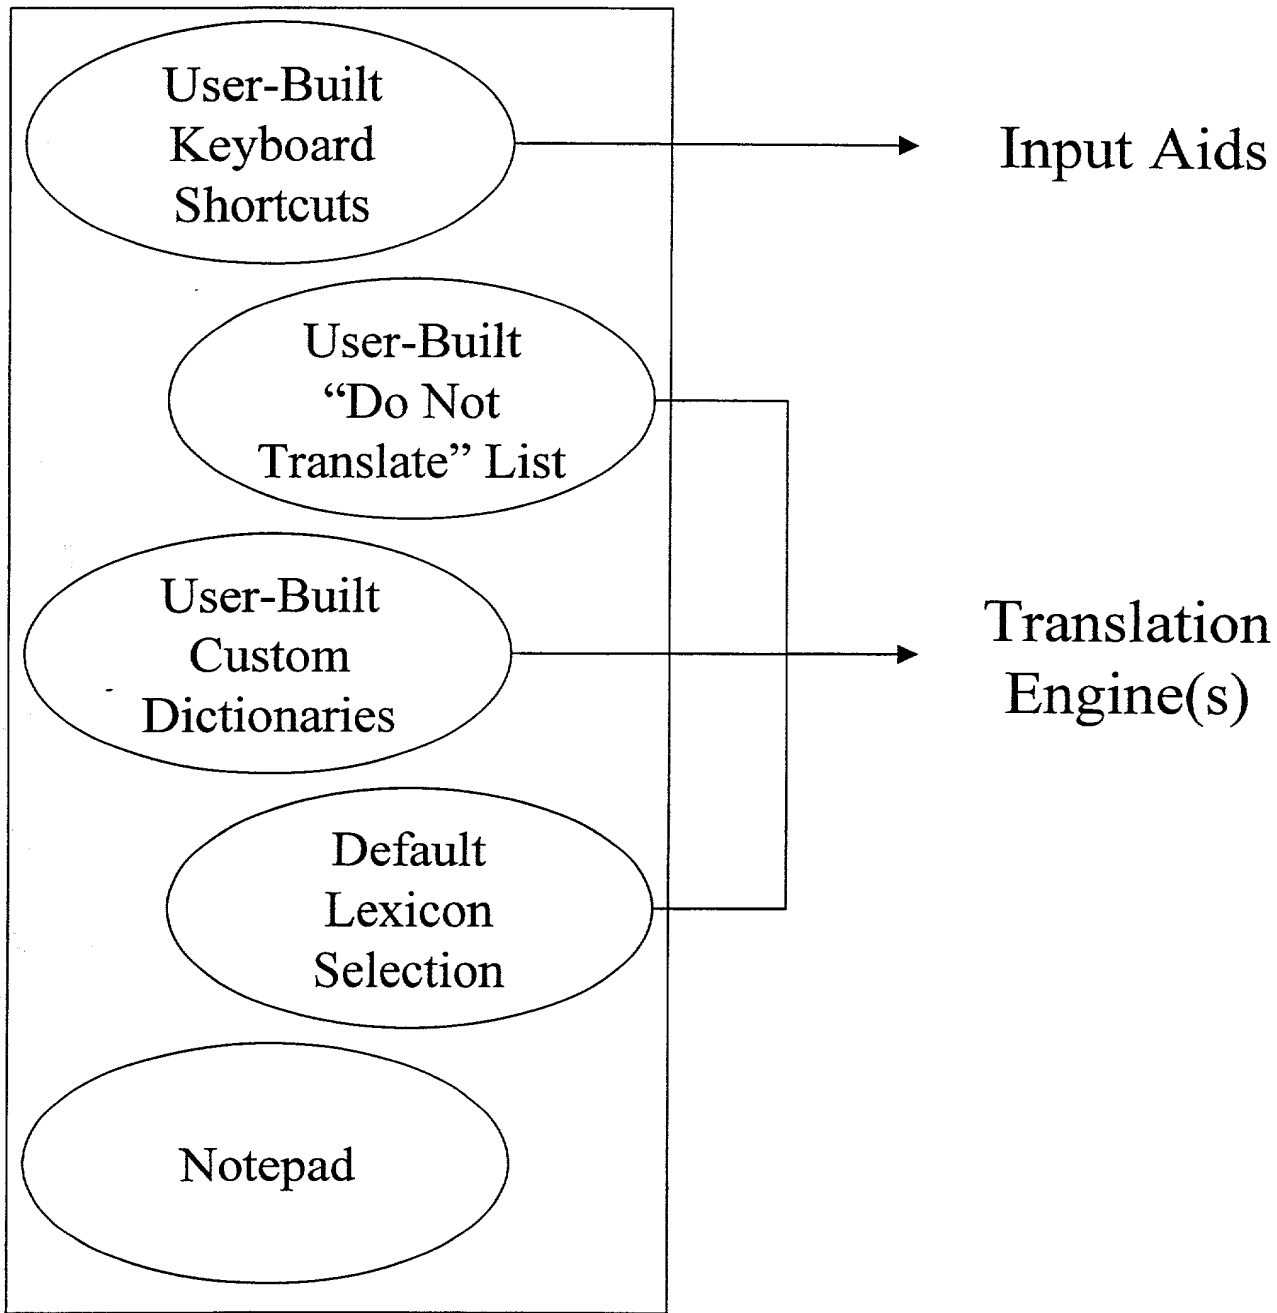 User-Built
Keyboard
Shortcuts
Input Aids
User-Built
“Do Not
Translate” List
User-Built
Custom
Dictionaries
Translation
Engine(s)
Default
Lexicon
Selection
Notepad